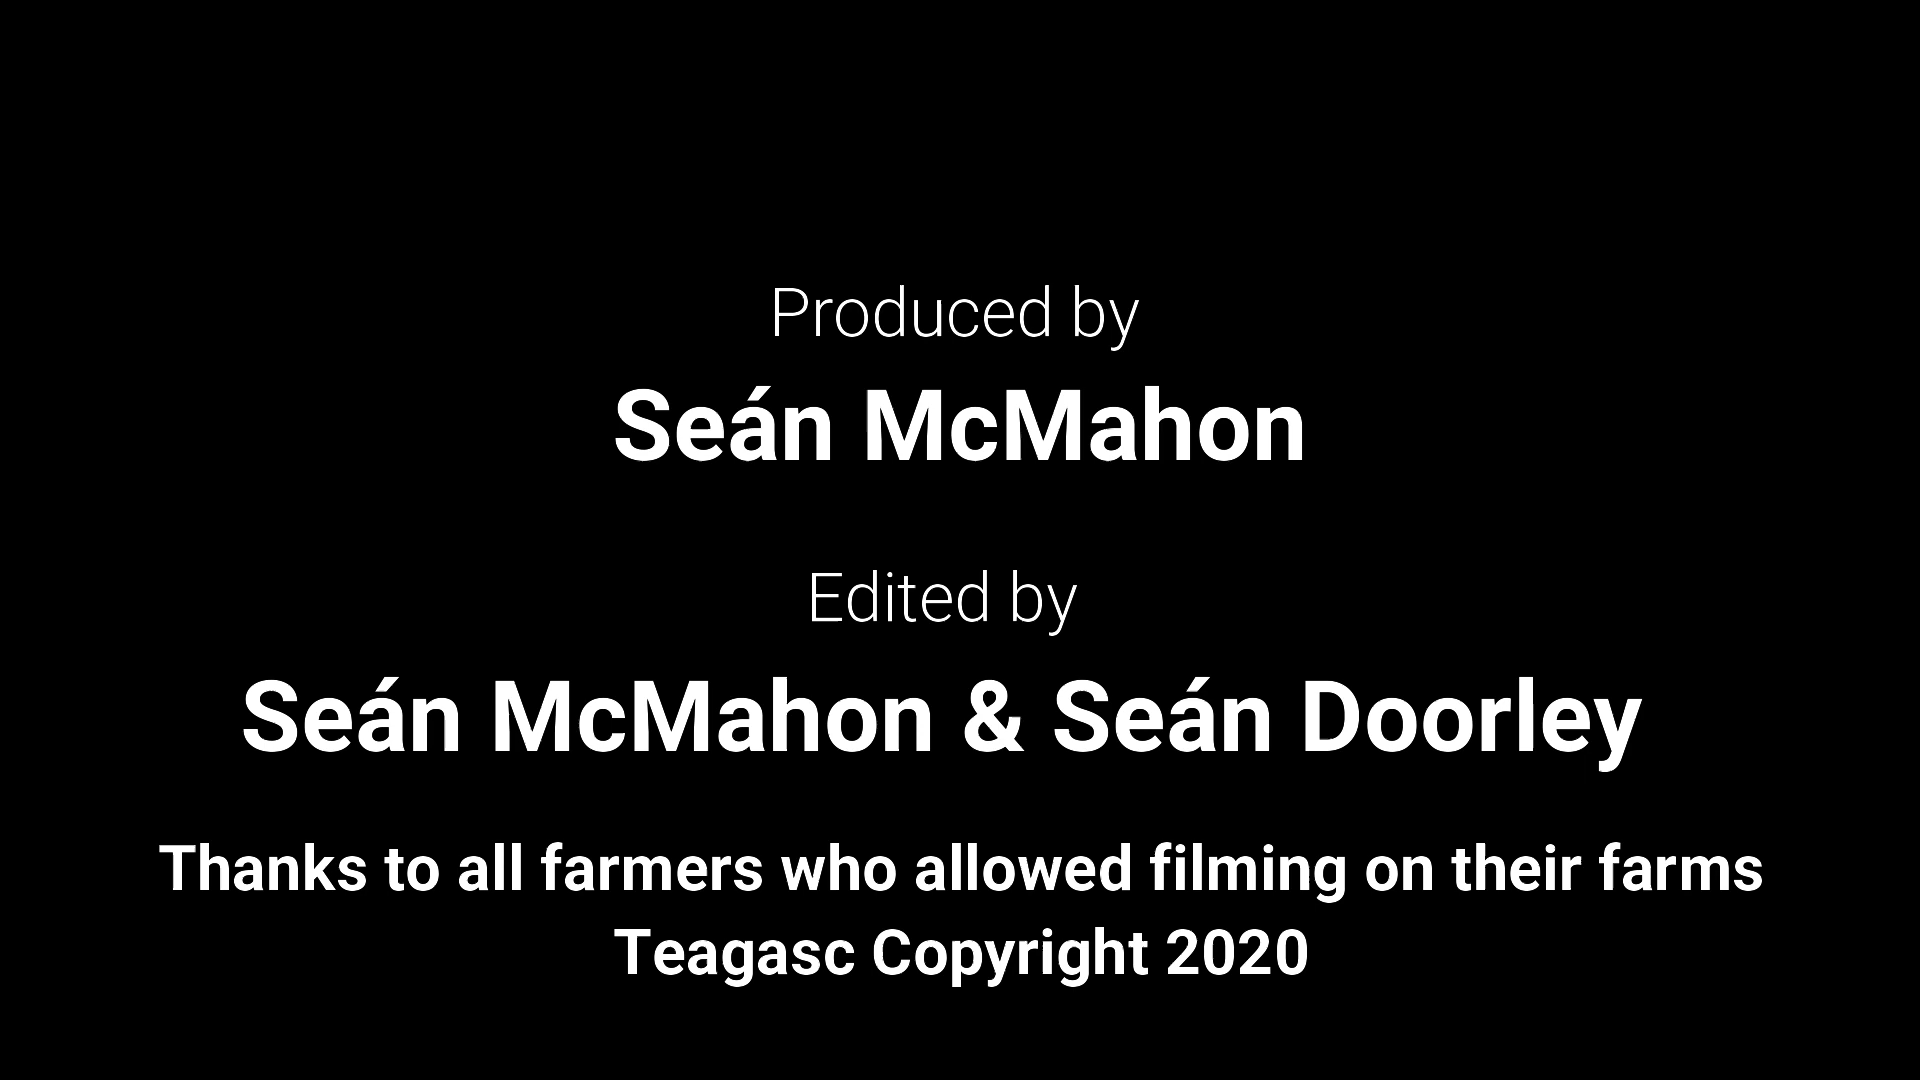 Produced by
Seán McMahon
Edited by
Seán McMahon & Seán Doorley
Thanks to all farmers who allowed filming on their farms
Teagasc Copyright 2020